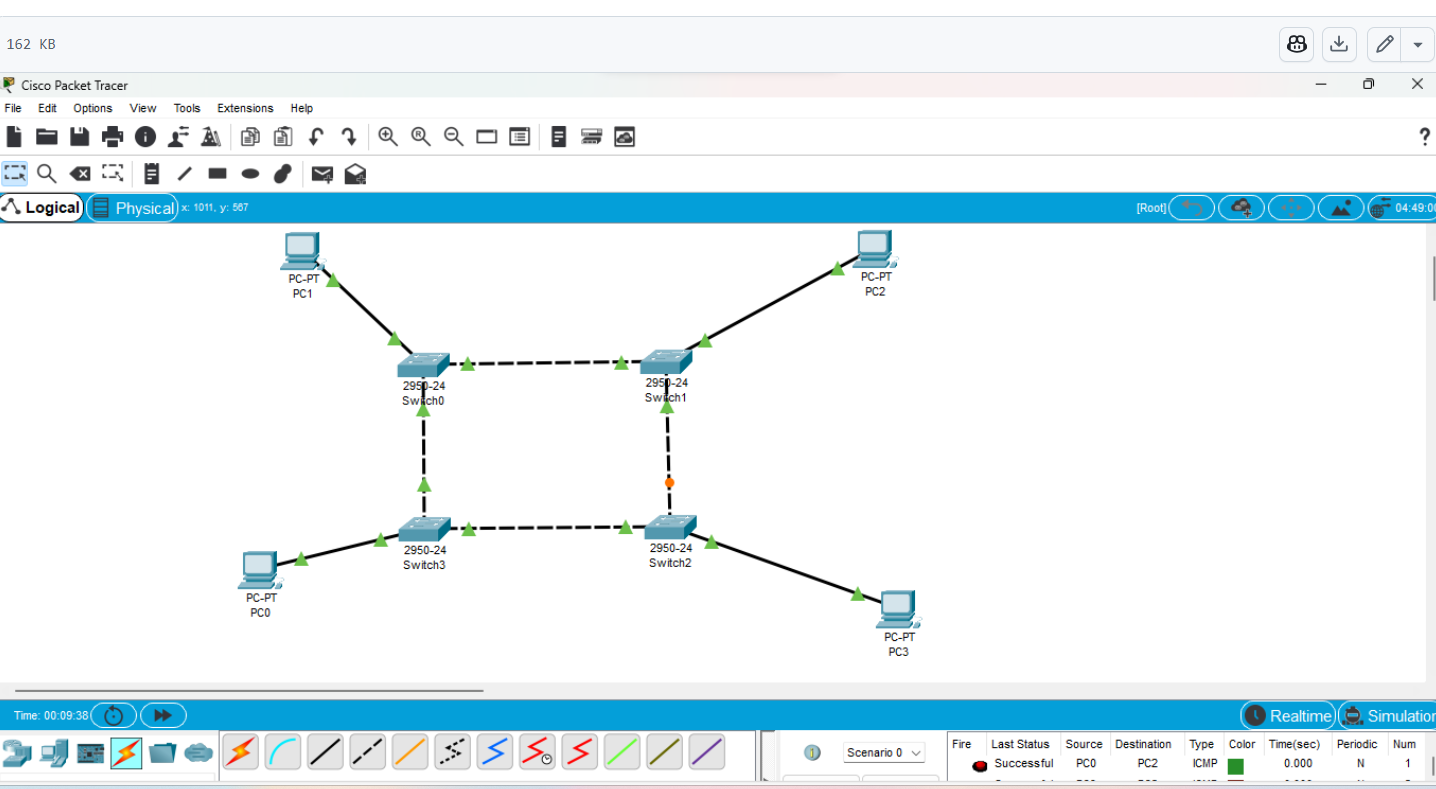 162 KB
Cisco Packet Tracer
File Edit Options View Tools Extensions Help
?
Logical Physical x: 1011, y: 567 [Root] 04:49:00
PC-PT
PC1
PC-PT
PC2
2950-24
Switch0
2950-24
Switch1
2950-24
Switch3
2950-24
Switch2
PC-PT
PC0
PC-PT
PC3
Time: 00:09:38 Realtime Simulation
Scenario 0
Fire Last Status Source Destination Type Color Time(sec) Periodic Num
Successful PC0 PC2 ICMP 0.000 N 1